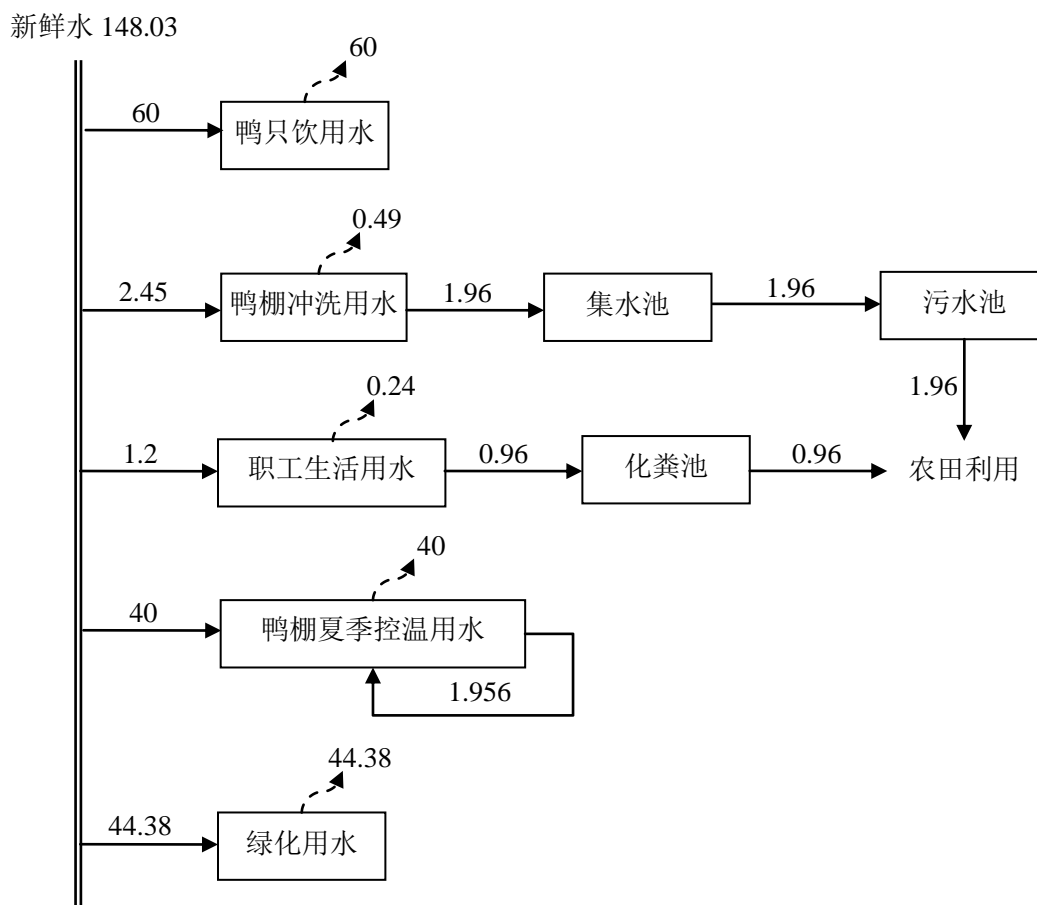 新鲜水 148.03
60
60
鸭只饮用水
0.49
2.45
鸭棚冲洗用水
1.96
集水池
1.96
污水池
1.96
0.24
1.2
职工生活用水
0.96
化粪池
0.96
农田利用
40
40
鸭棚夏季控温用水
1.956
44.38
44.38
绿化用水